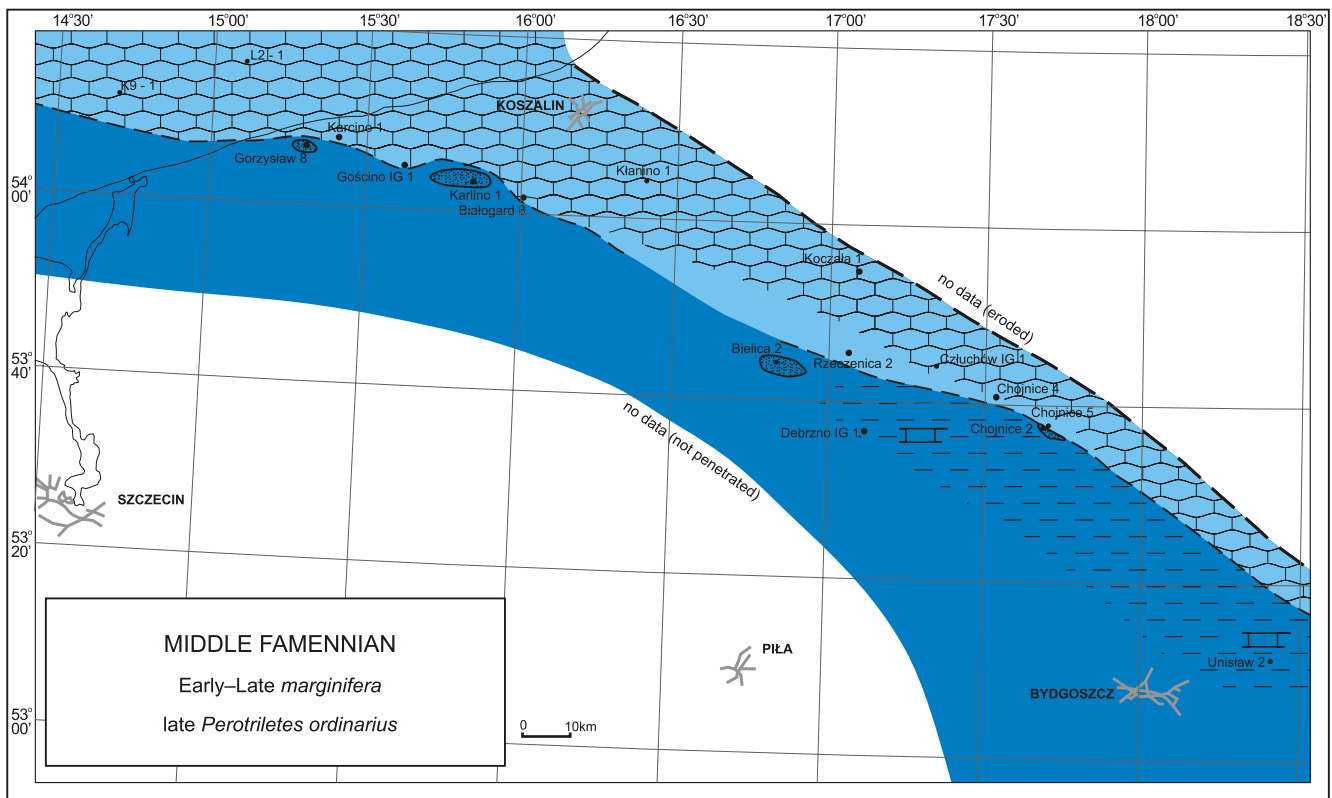 14°30' 15°00' 15°30' 16°00' 16°30' 17°00' 17°30' 18°00' 18°30'
L2 - 1
K9 - 1
KOSZALIN
Karcino 1
Gorzysław 8
Gościno IG 1
Kłanino 1
54°
00'
Karlino 1
Białogard 8
Koczała 1
no data (eroded)
Bielica 2
Rzeczenica 2
Człuchów IG 1
53°
40'
Chojnice 4
Chojnice 5
Chojnice 2
Debrzno IG 1
no data (not penetrated)
SZCZECIN
53°
20'
MIDDLE FAMENNIAN
Early–Late marginifera
late Perotriletes ordinarius
PIŁA
Unisław 2
BYDGOSZCZ
53°
00'
0 10km